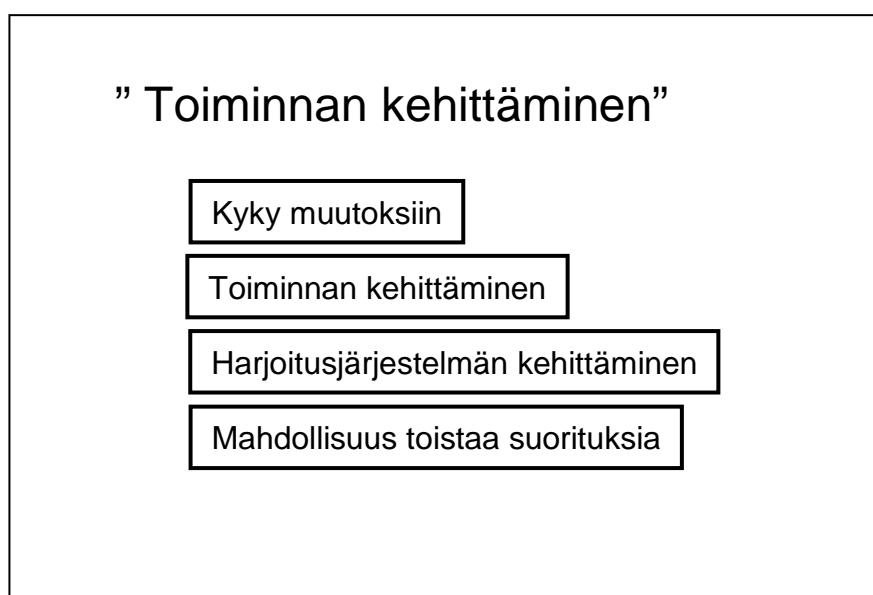 ” Toiminnan kehittäminen”
Kyky muutoksiin
Toiminnan kehittäminen
Harjoitusjärjestelmän kehittäminen
Mahdollisuus toistaa suorituksia